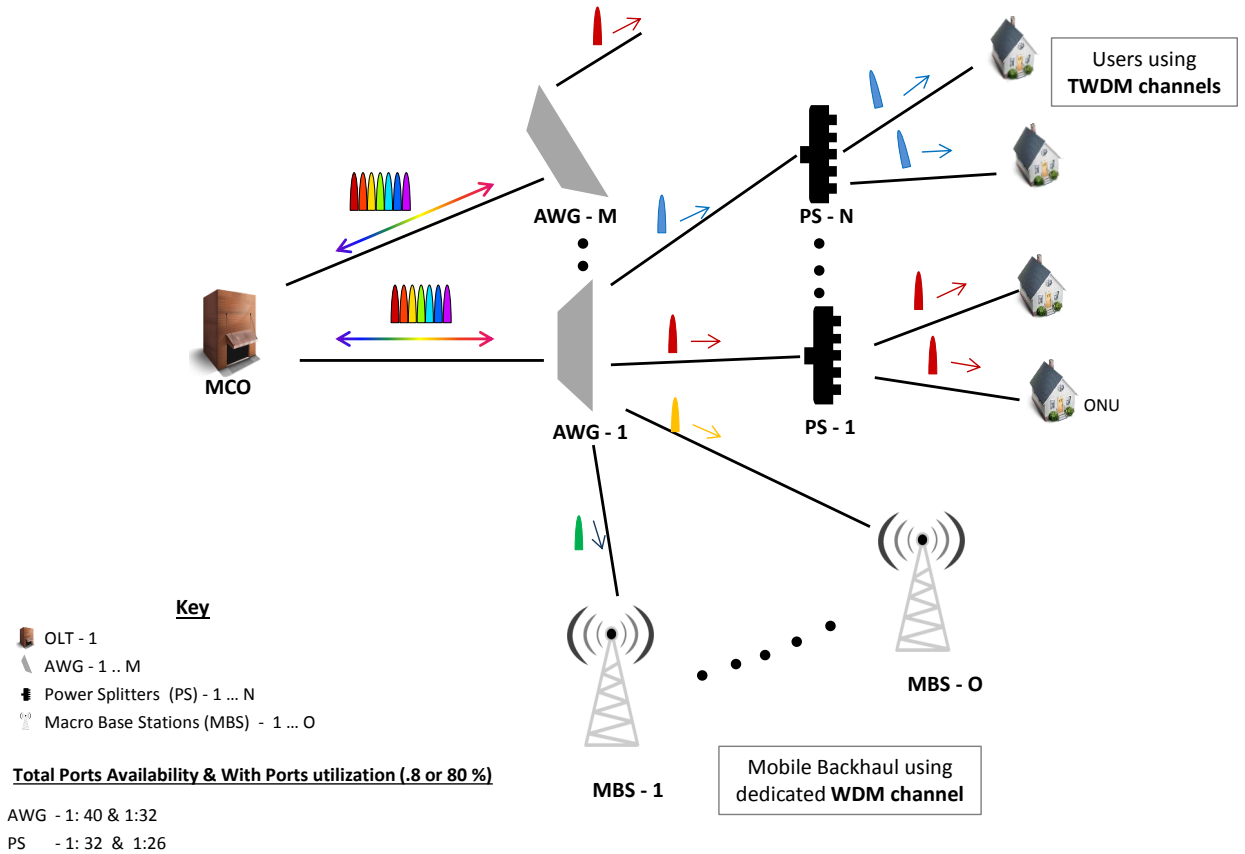 Users using
TWDM channels
AWG - M
PS - N
MCO
AWG - 1
PS - 1
ONU
MBS - O
MBS - 1
Mobile Backhaul using
dedicated WDM channel
Key
OLT - 1
AWG - 1 .. M
Power Splitters (PS) - 1 ... N
Macro Base Stations (MBS) - 1 ... O
Total Ports Availability & With Ports utilization (.8 or 80 %)
AWG - 1: 40 & 1:32
PS - 1: 32 & 1:26